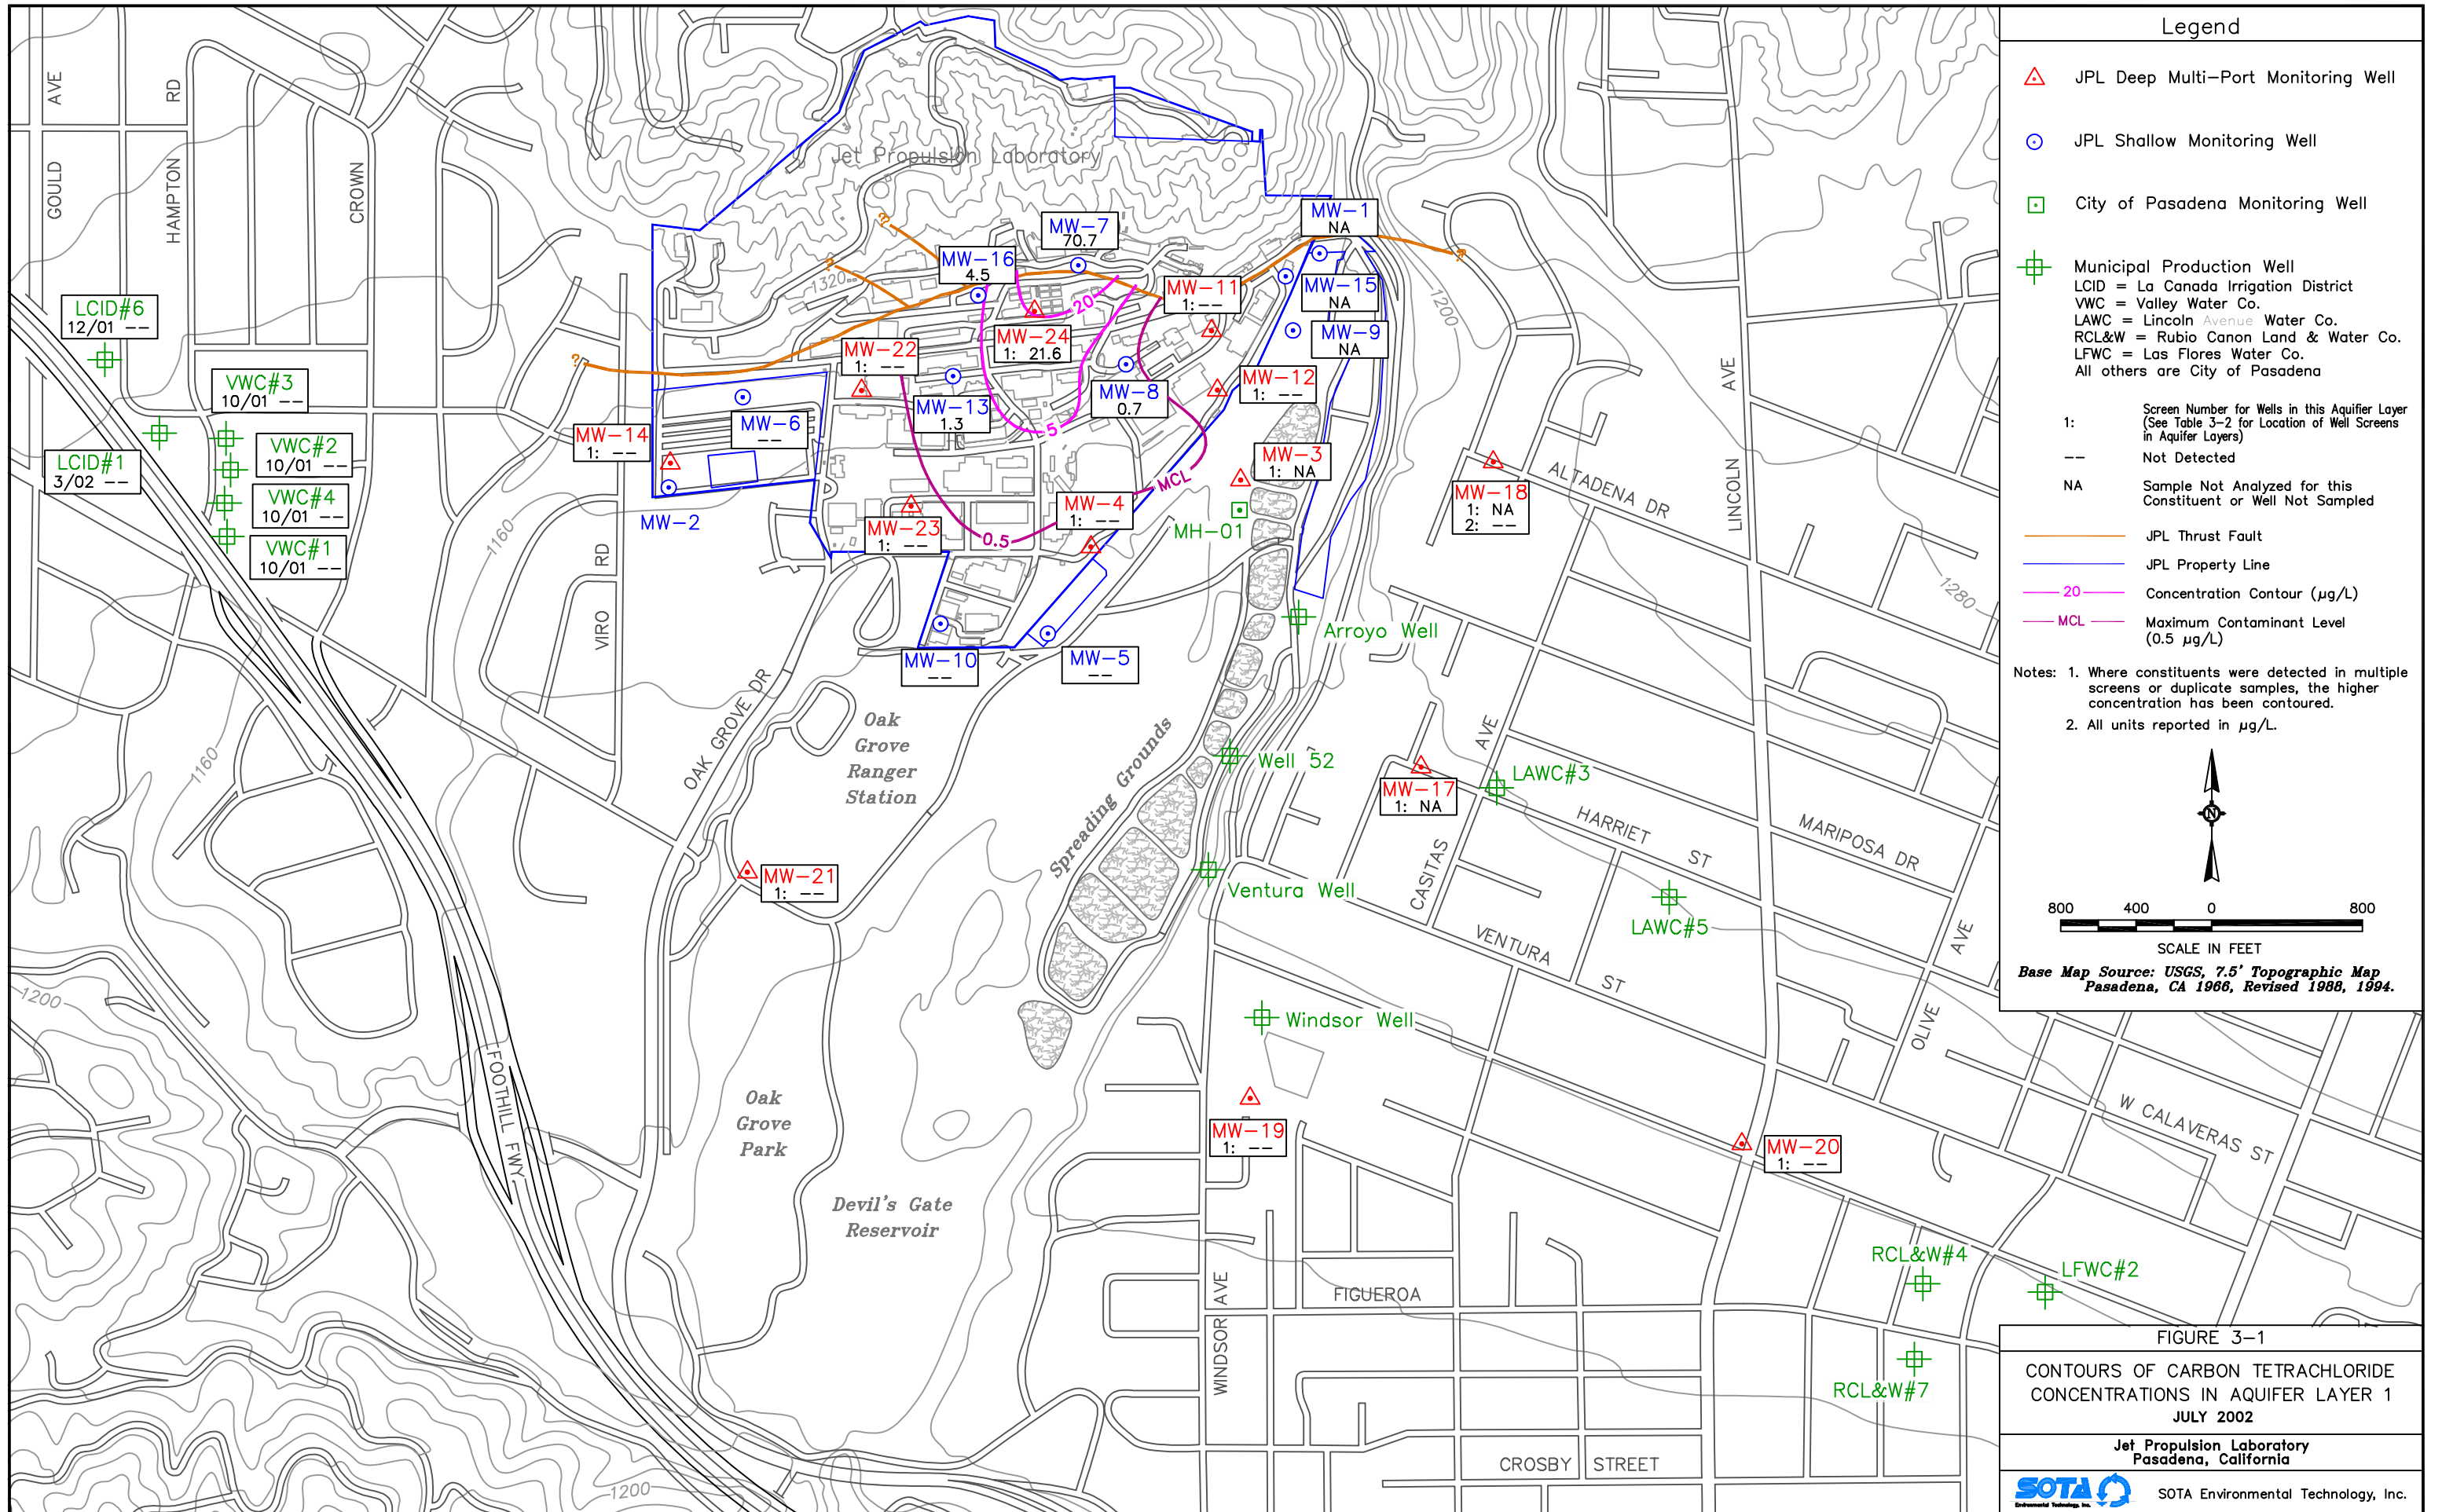 GOULD
AVE
HAMPTON
RD
CROWN
Jet Propulsion Laboratory
1320
LCID#6
12/01 --
VWC#3
10/01 --
VWC#2
10/01 --
LCID#1
3/02 --
VWC#4
10/01 --
VWC#1
10/01 --
MW-7
70.7
MW-16
4.5
MW-1
NA
MW-11
1: --
MW-15
NA
MW-9
NA
MW-24
1: 21.6
MW-22
1: --
MW-13
1.3
MW-8
0.7
MW-12
1: --
MW-6
--
MW-14
1: --
MW-3
1: NA
MW-18
1: NA
2: --
MW-2
MW-23
1: --
MW-4
1: --
MH-01
20
5
MCL
0.5
?
?
?
?
MW-10
--
MW-5
--
1160
1160
1200
1200
1200
1280
VIRO
RD
OAK GROVE DR
Oak
Grove
Ranger
Station
Spreading Grounds
Arroyo Well
Well 52
MW-17
1: NA
LAWC#3
LAWC#5
Ventura Well
Windsor Well
MW-21
1: --
MW-19
1: --
MW-20
1: --
RCL&W#4
LFWC#2
RCL&W#7
ALTADENA DR
LINCOLN
AVE
CASITAS
AVE
HARRIET
ST
MARIPOSA DR
VENTURA
ST
OLIVE
AVE
W CALAVERAS ST
FOOTHILL FWY
Oak
Grove
Park
Devil's Gate
Reservoir
WINDSOR
AVE
FIGUEROA
CROSBY STREET
Legend
JPL Deep Multi-Port Monitoring Well
JPL Shallow Monitoring Well
City of Pasadena Monitoring Well
Municipal Production Well
LCID = La Canada Irrigation District
VWC = Valley Water Co.
LAWC = Lincoln Avenue Water Co.
RCL&W = Rubio Canon Land & Water Co.
LFWC = Las Flores Water Co.
All others are City of Pasadena
1: Screen Number for Wells in this Aquifier Layer
(See Table 3-2 for Location of Well Screens
in Aquifer Layers)
-- Not Detected
NA Sample Not Analyzed for this
Constituent or Well Not Sampled
JPL Thrust Fault
JPL Property Line
20 Concentration Contour (µg/L)
MCL Maximum Contaminant Level
(0.5 µg/L)
Notes: 1. Where constituents were detected in multiple
screens or duplicate samples, the higher
concentration has been contoured.
2. All units reported in µg/L.
N
800 400 0 800
SCALE IN FEET
Base Map Source: USGS, 7.5' Topographic Map
Pasadena, CA 1966, Revised 1988, 1994.
FIGURE 3-1
CONTOURS OF CARBON TETRACHLORIDE
CONCENTRATIONS IN AQUIFER LAYER 1
JULY 2002
Jet Propulsion Laboratory
Pasadena, California
SOTA
Environmental Technology, Inc.
SOTA Environmental Technology, Inc.